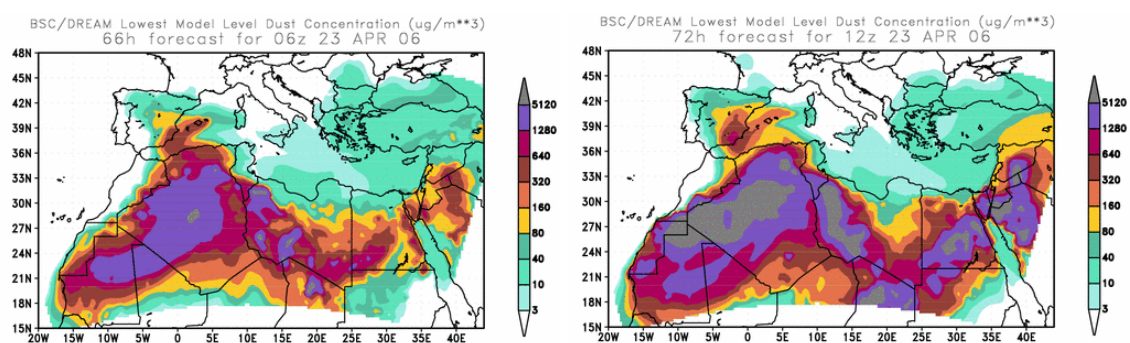 BSC/DREAM Lowest Model Level Dust Concentration (ug/m**3)
66h forecast for 06z 23 APR 06
48N
45N
42N
39N
36N
33N
30N
27N
24N
21N
18N
15N
20W 15W 10W 5W 0 5E 10E 15E 20E 25E 30E 35E 40E
5120
1280
640
320
160
80
40
10
3
BSC/DREAM Lowest Model Level Dust Concentration (ug/m**3)
72h forecast for 12z 23 APR 06
48N
45N
42N
39N
36N
33N
30N
27N
24N
21N
18N
15N
20W 15W 10W 5W 0 5E 10E 15E 20E 25E 30E 35E 40E
5120
1280
640
320
160
80
40
10
3